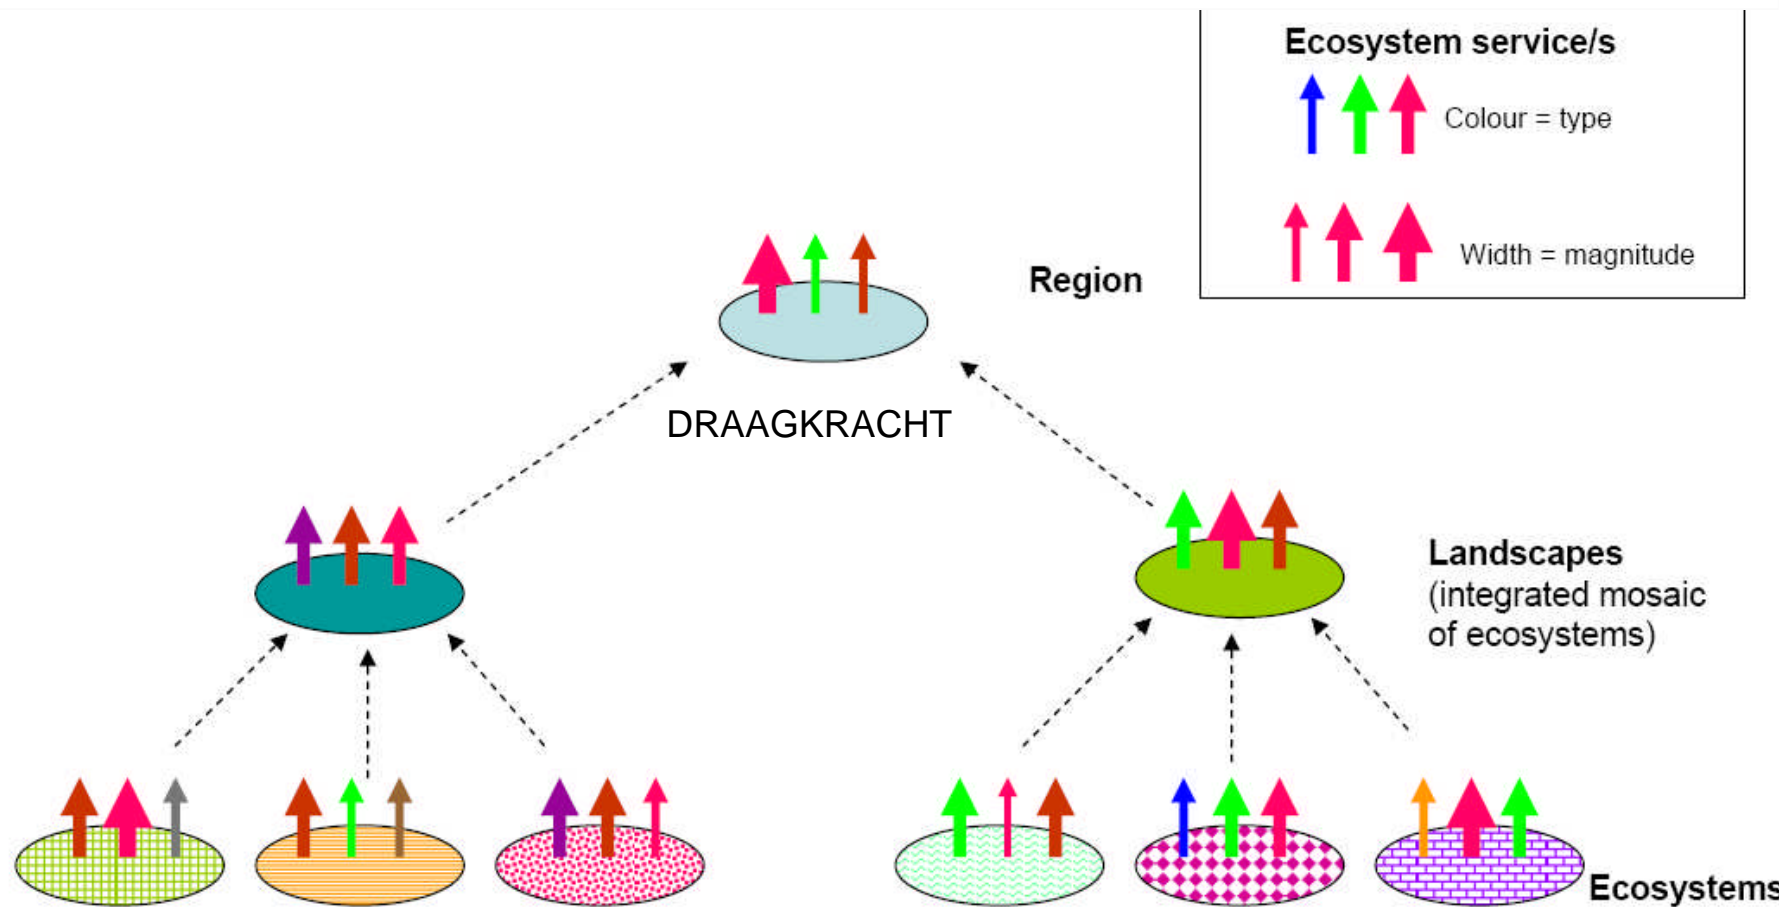 Ecosystem service/s
Colour = type
Width = magnitude
Region
DRAAGKRACHT
Landscapes
(integrated mosaic
of ecosystems)
Ecosystems